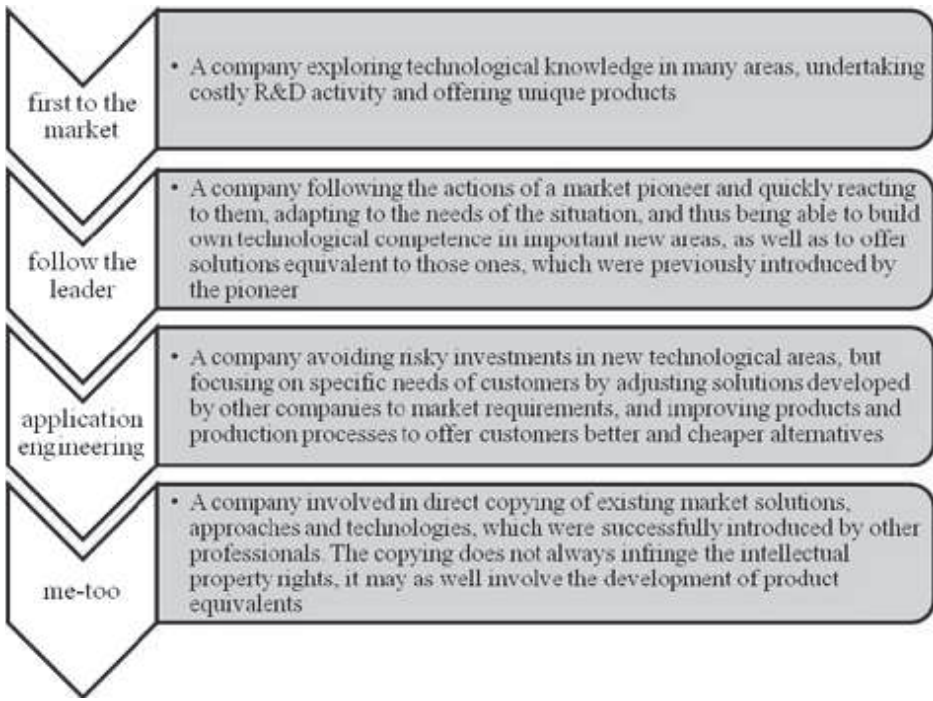 first to the
market
• A company exploring technological knowledge in many areas, undertaking
costly R&D activity and offering unique products
follow the
leader
• A company following the actions of a market pioneer and quickly reacting
to them, adapting to the needs of the situation, and thus being able to build
own technological competence in important new areas, as well as to offer
solutions equivalent to those ones, which were previously introduced by
the pioneer
application
engineering
• A company avoiding risky investments in new technological areas, but
focusing on specific needs of customers by adjusting solutions developed
by other companies to market requirements, and improving products and
production processes to offer customers better and cheaper alternatives
me-too
• A company involved in direct copying of existing market solutions,
approaches and technologies, which were successfully introduced by other
professionals. The copying does not always infringe the intellectual
property rights, it may as well involve the development of product
equivalents